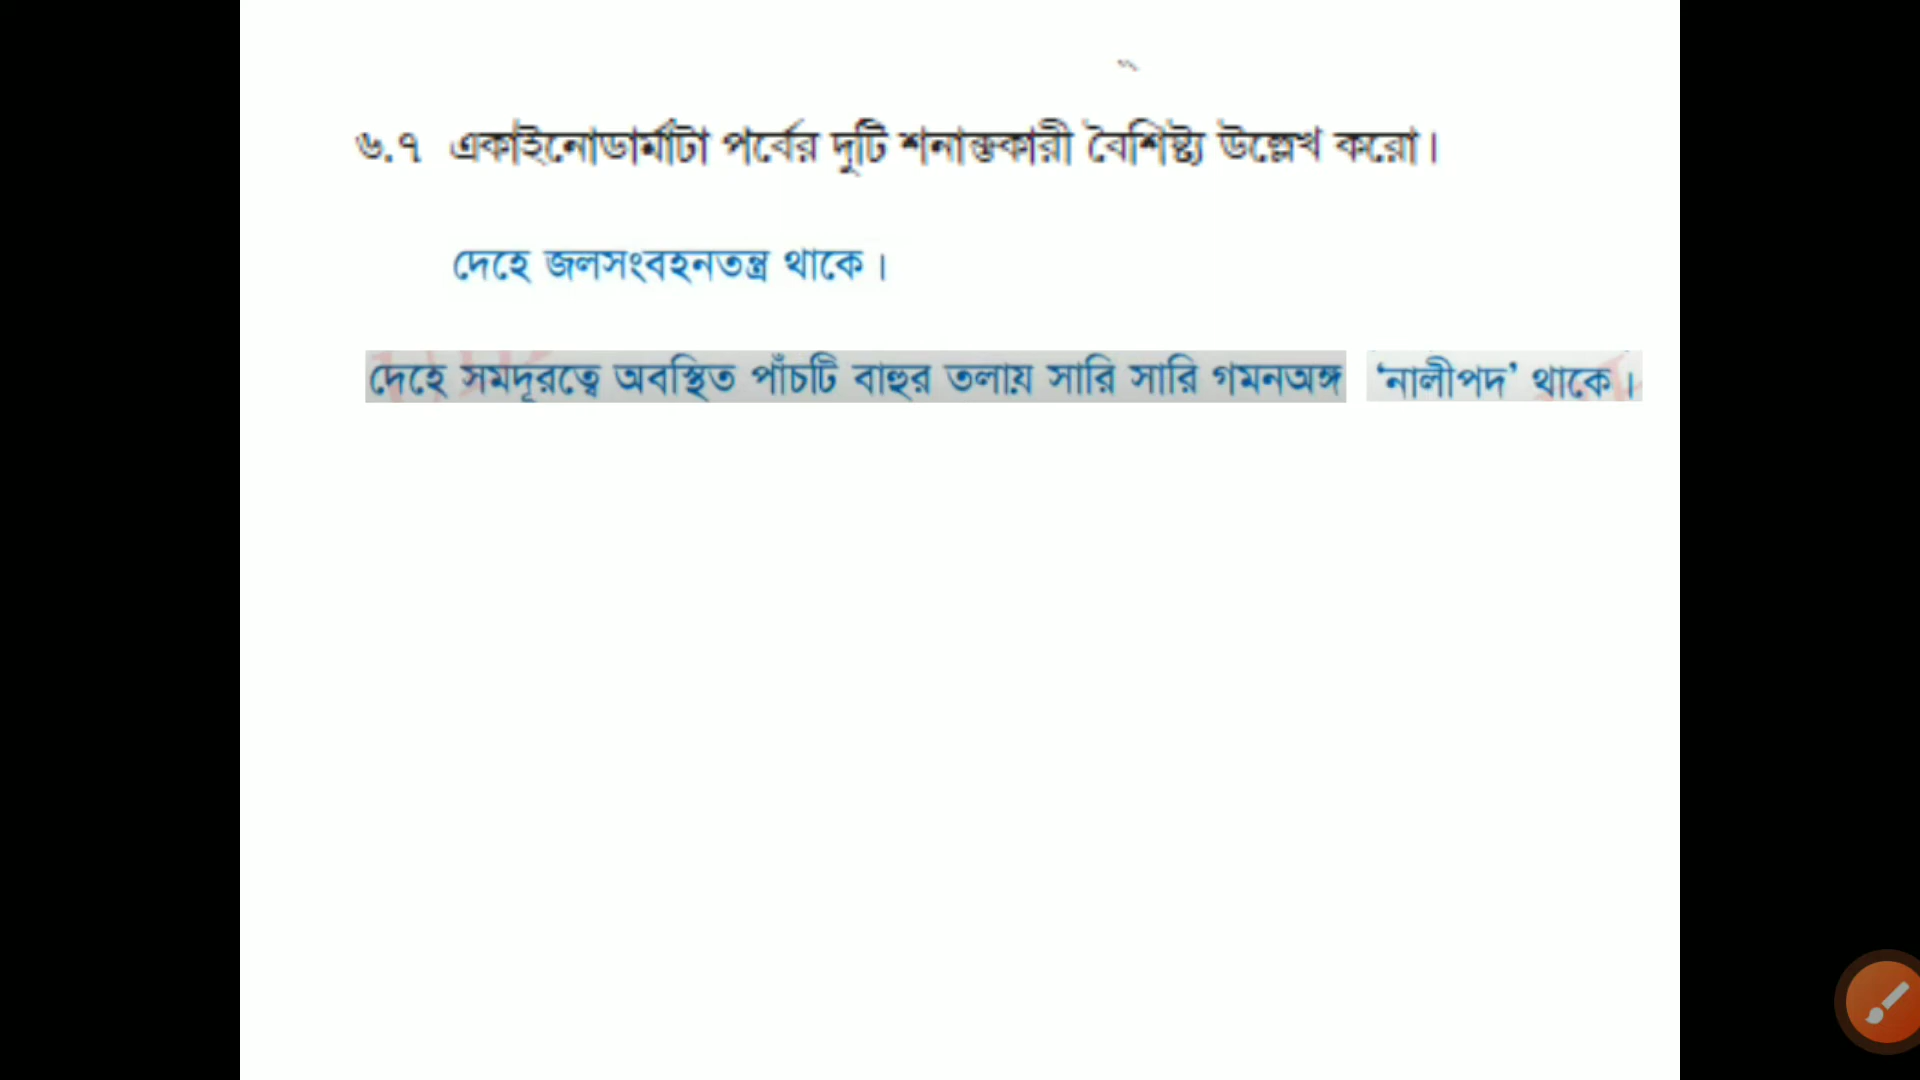 ৬.৭ একাইনোডার্মাটা পর্বের দুটি শনাক্তকারী বৈশিষ্ট্য উল্লেখ করো।
দেহে জলসংবহনতন্ত্র থাকে।
দেহে সমদূরত্বে অবস্থিত পাঁচটি বাহুর তলায় সারি সারি গমনঅঙ্গ ‘নালীপদ’ থাকে।